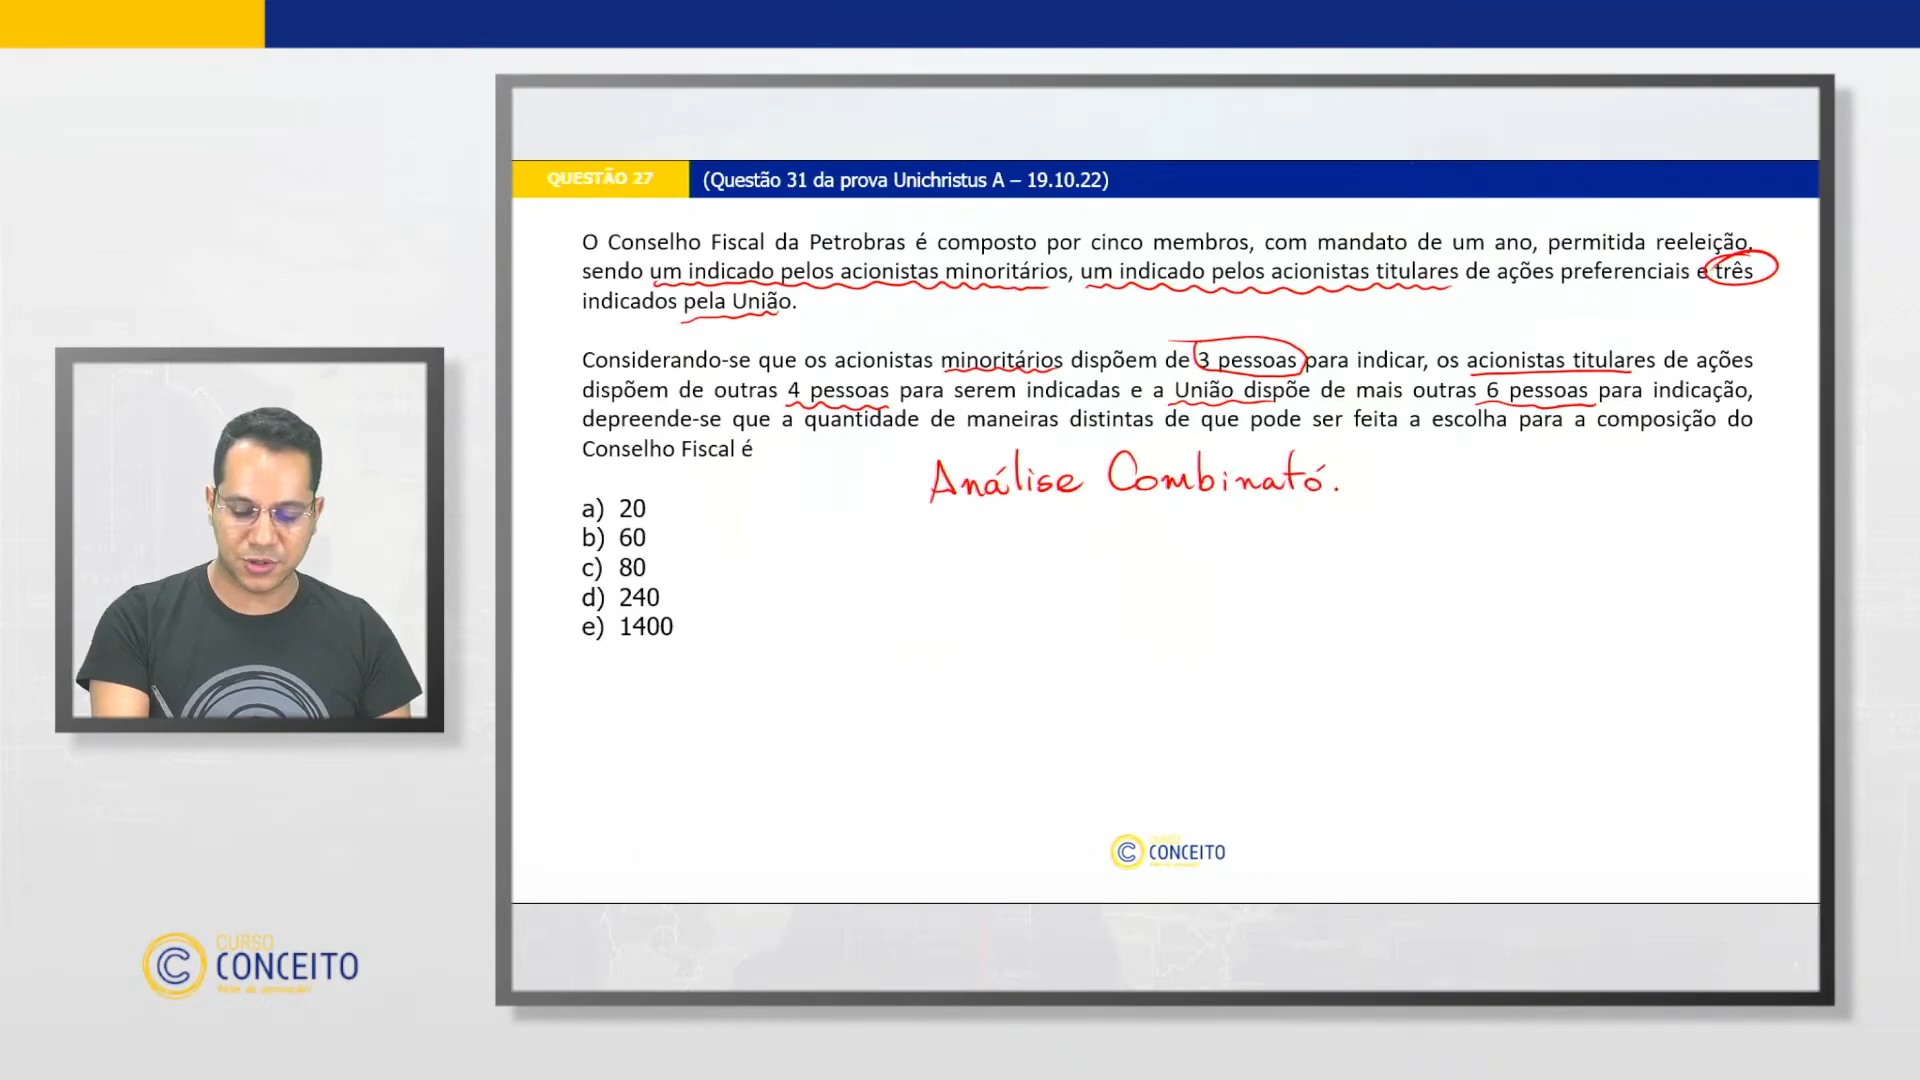 QUESTÃO 27
(Questão 31 da prova Unichristus A – 19.10.22)
O Conselho Fiscal da Petrobras é composto por cinco membros, com mandato de um ano, permitida reeleição,
sendo um indicado pelos acionistas minoritários, um indicado pelos acionistas titulares de ações preferenciais e três
indicados pela União.
Considerando-se que os acionistas minoritários dispõem de 3 pessoas para indicar, os acionistas titulares de ações
dispõem de outras 4 pessoas para serem indicadas e a União dispõe de mais outras 6 pessoas para indicação,
depreende-se que a quantidade de maneiras distintas de que pode ser feita a escolha para a composição do
Conselho Fiscal é
Análise Combinató.
a) 20
b) 60
c) 80
d) 240
e) 1400
CONCEITO
CURSO
CONCEITO